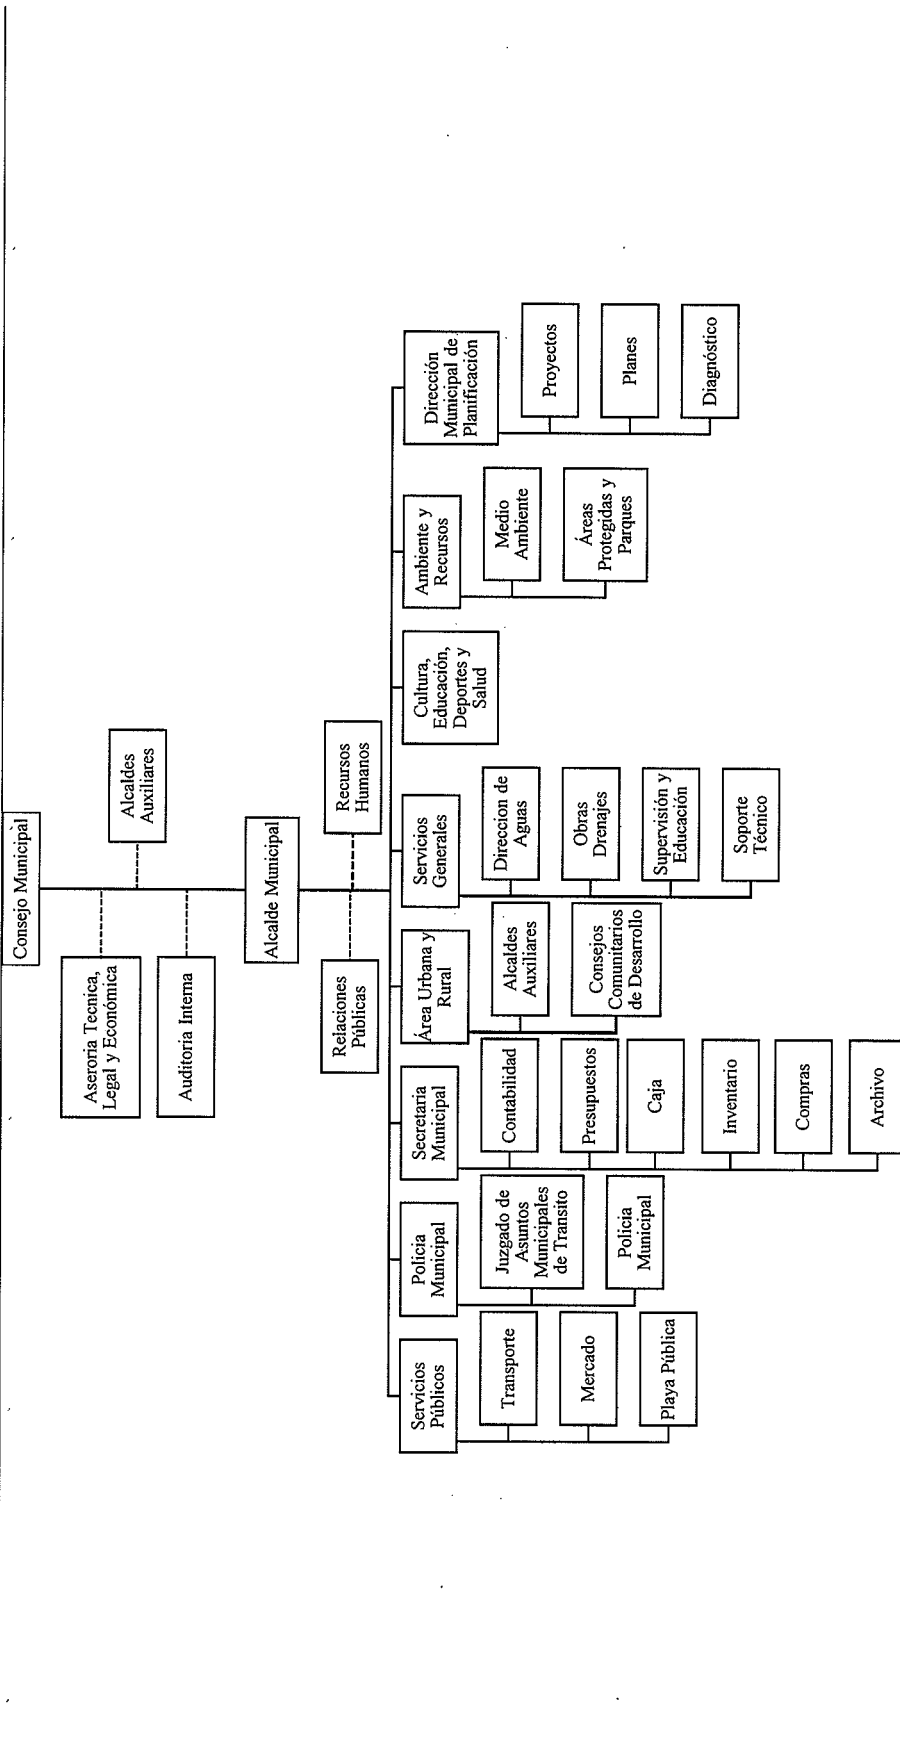 Consejo Municipal
Aseroria Tecnica,
Legal y Económica
Alcaldes
Auxiliares
Auditoria Interna
Alcalde Municipal
Relaciones
Públicas
Recursos
Humanos
Servicios
Públicos
Transporte
Mercado
Playa Pública
Policia
Municipal
Juzgado de
Asuntos
Municipales
de Transito
Policia
Municipal
Secretaria
Municipal
Contabilidad
Presupuestos
Caja
Inventario
Compras
Archivo
Área Urbana y
Rural
Alcaldes
Auxiliares
Consejos
Comunitarios
de Desarrollo
Servicios
Generales
Direccion de
Aguas
Obras
Drenajes
Supervisión y
Educación
Soporte
Técnico
Cultura,
Educación,
Deportes y
Salud
Ambiente y
Recursos
Medio
Ambiente
Áreas
Protegidas y
Parques
Dirección
Municipal de
Planificación
Proyectos
Planes
Diagnóstico